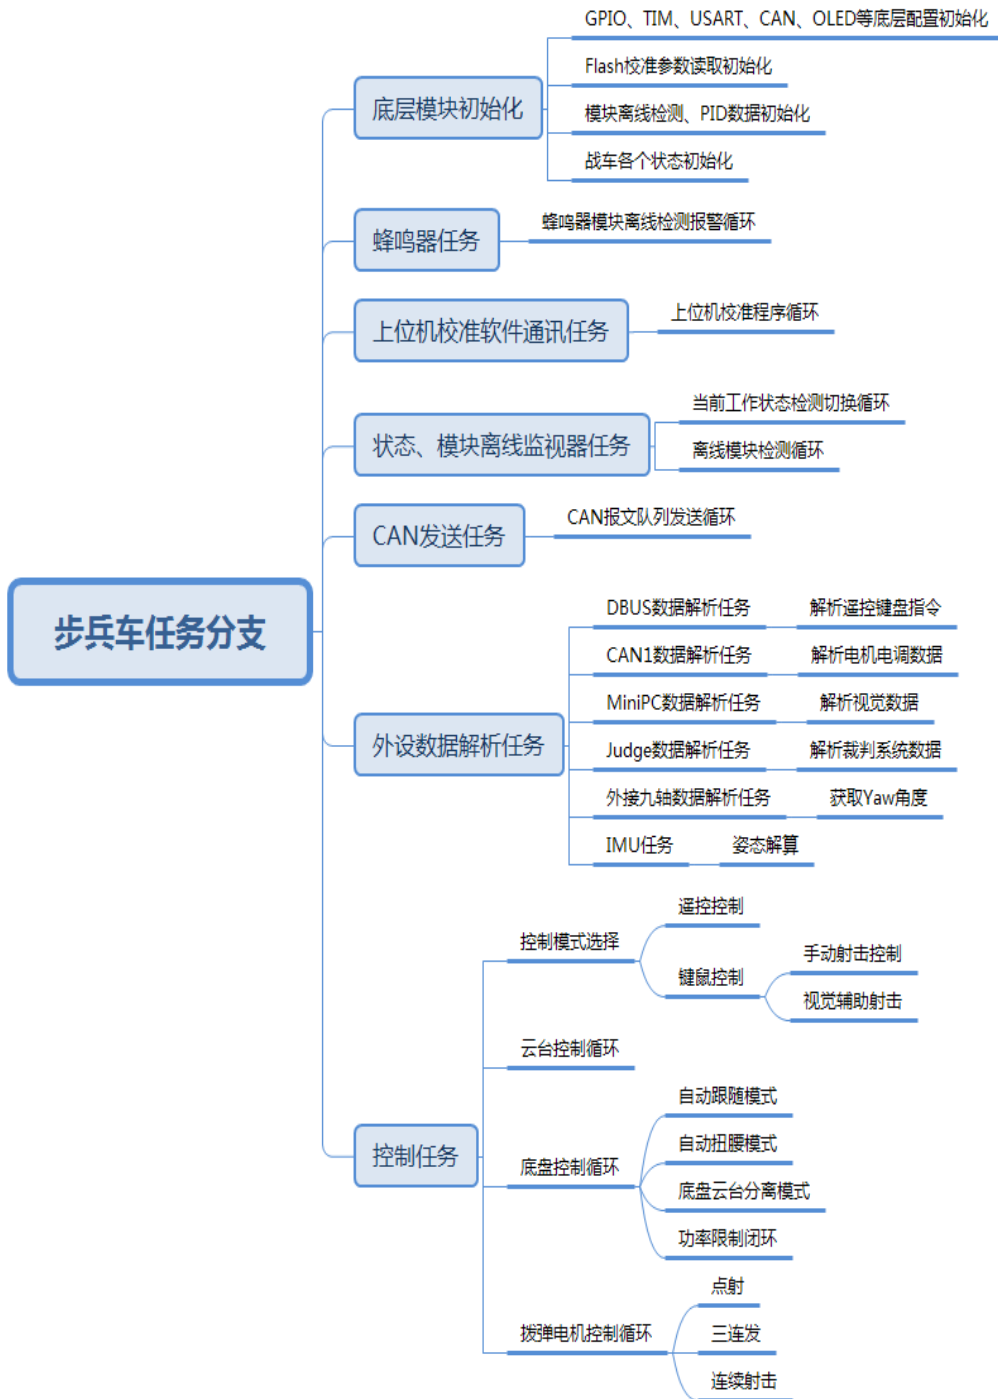 步兵车任务分支
底层模块初始化
GPIO、TIM、USART、CAN、OLED等底层配置初始化
Flash校准参数读取初始化
模块离线检测、PID数据初始化
战车各个状态初始化
蜂鸣器任务
蜂鸣器模块离线检测报警循环
上位机校准软件通讯任务
上位机校准程序循环
状态、模块离线监视器任务
当前工作状态检测切换循环
离线模块检测循环
CAN发送任务
CAN报文队列发送循环
外设数据解析任务
DBUS数据解析任务
解析遥控键盘指令
CAN1数据解析任务
解析电机电调数据
MiniPC数据解析任务
解析视觉数据
Judge数据解析任务
解析裁判系统数据
外接九轴数据解析任务
获取Yaw角度
IMU任务
姿态解算
控制任务
控制模式选择
遥控控制
键鼠控制
手动射击控制
视觉辅助射击
云台控制循环
底盘控制循环
自动跟随模式
自动扭腰模式
底盘云台分离模式
功率限制闭环
拨弹电机控制循环
点射
三连发
连续射击